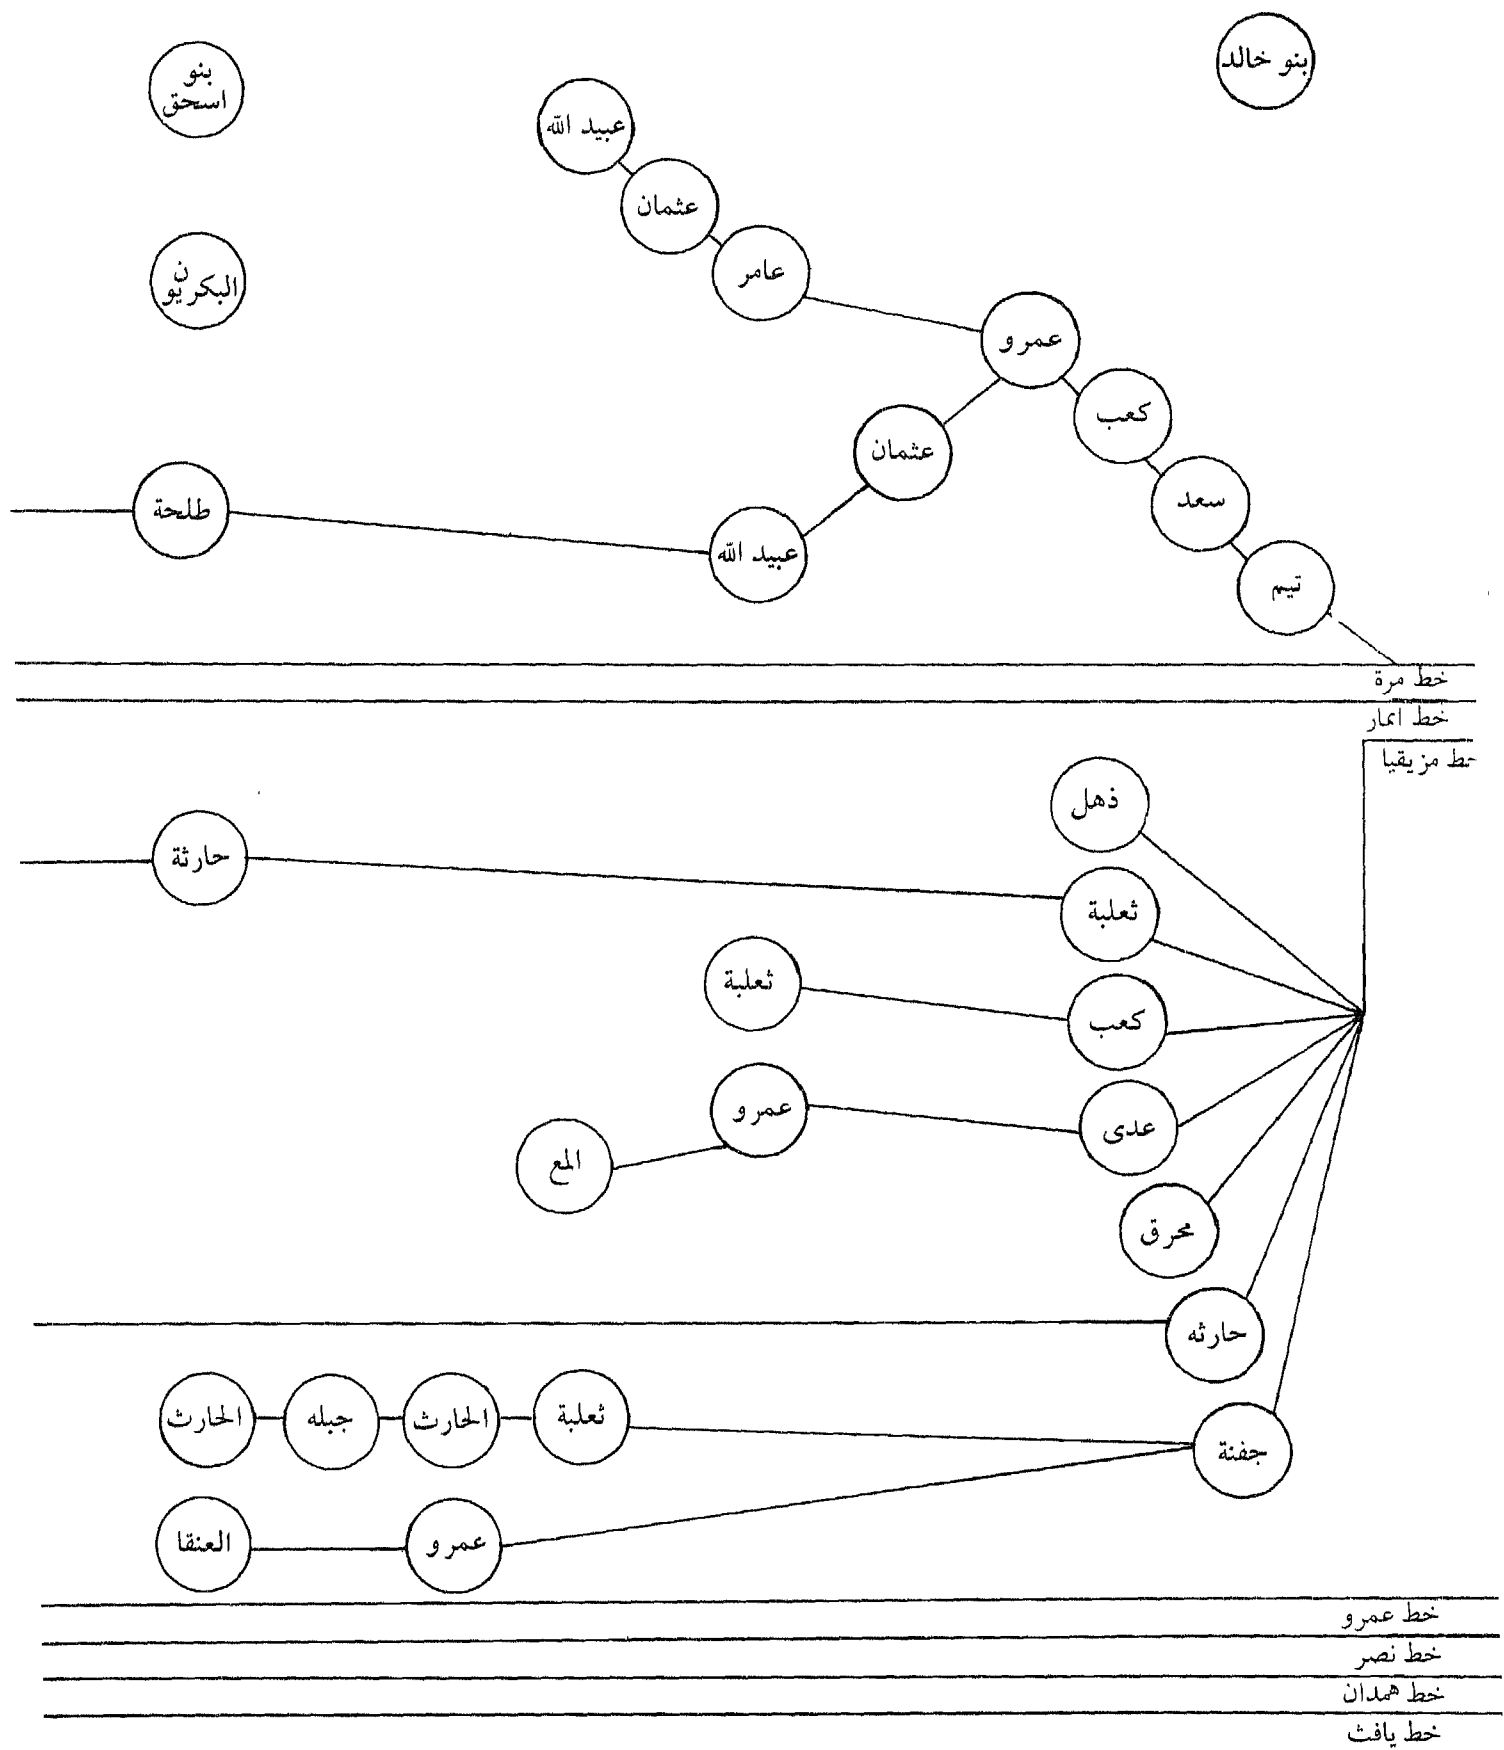 بنو خالد
بنو
اسحق
عبيد الله
عثمان
عامر
البكريون
عمرو
كعب
عثمان
سعد
طلحة
عبيد الله
تيم
خط مرة
خط انمار
خط مزيقيا
ذهل
حارثة
ثعلبة
ثعلبة
كعب
عمرو
عدى
المع
محرق
حارثه
ثعلبة
الحارث
جبله
الحارث
جفنة
عمرو
العنقا
خط عمرو
خط نصر
خط همدان
خط يافث